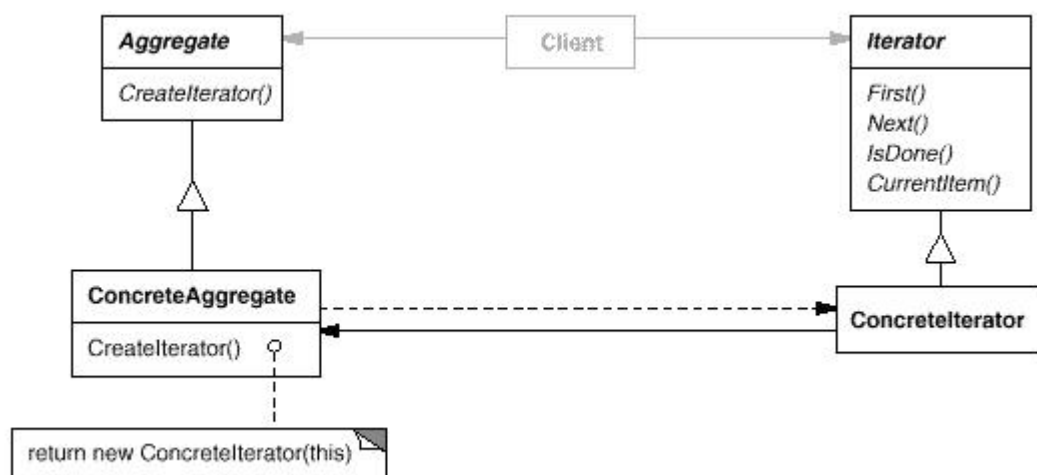 Aggregate
CreateIterator()
Client
Iterator
First()
Next()
IsDone()
CurrentItem()
ConcreteAggregate
CreateIterator()
ConcreteIterator
return new ConcreteIterator(this)